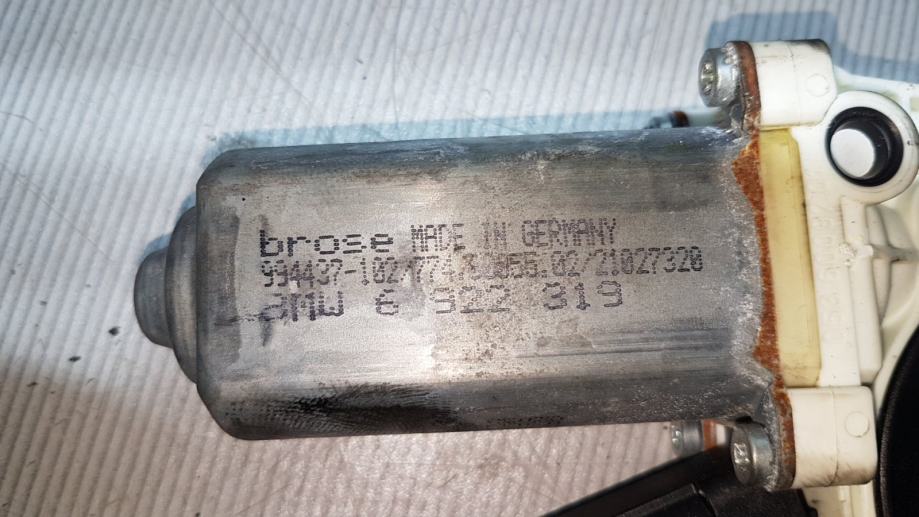 brose MADE IN GERMANY
994437-102
BMW 6 922 319